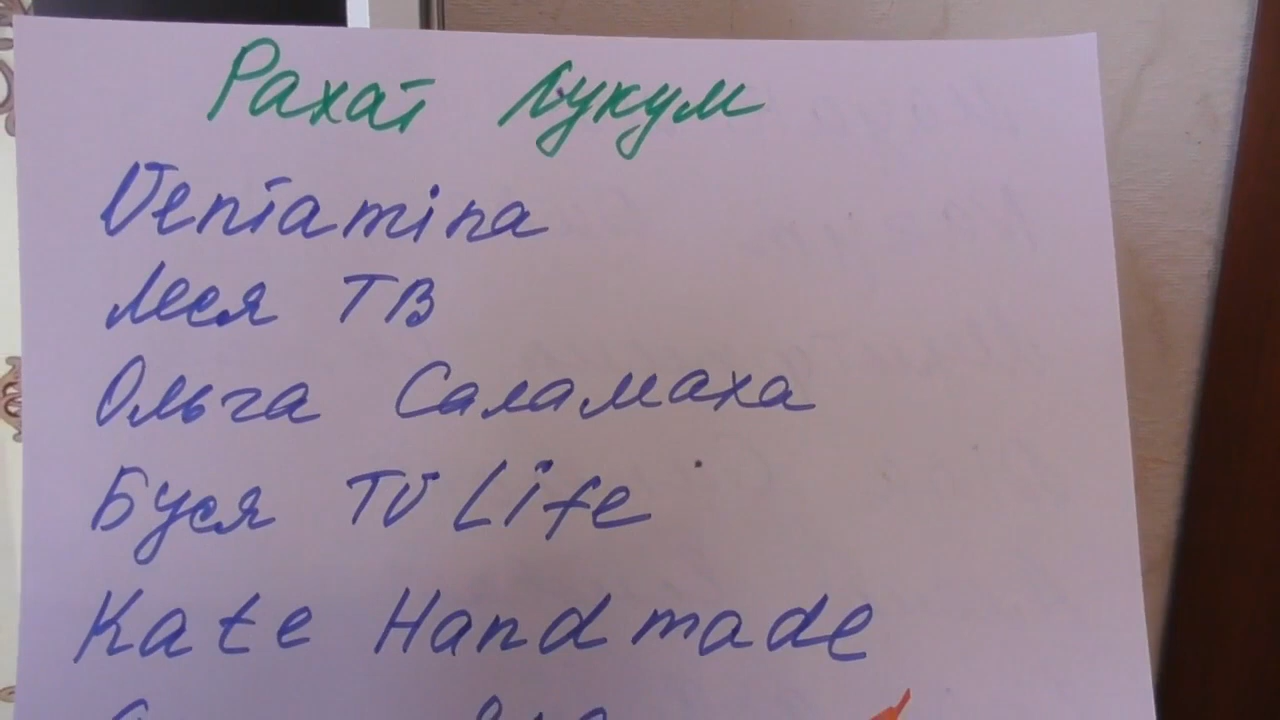 Рахат Лукум
Veniamina
Леся ТВ
Ольга Саламаха
Буся TV Life
Kate Handmade